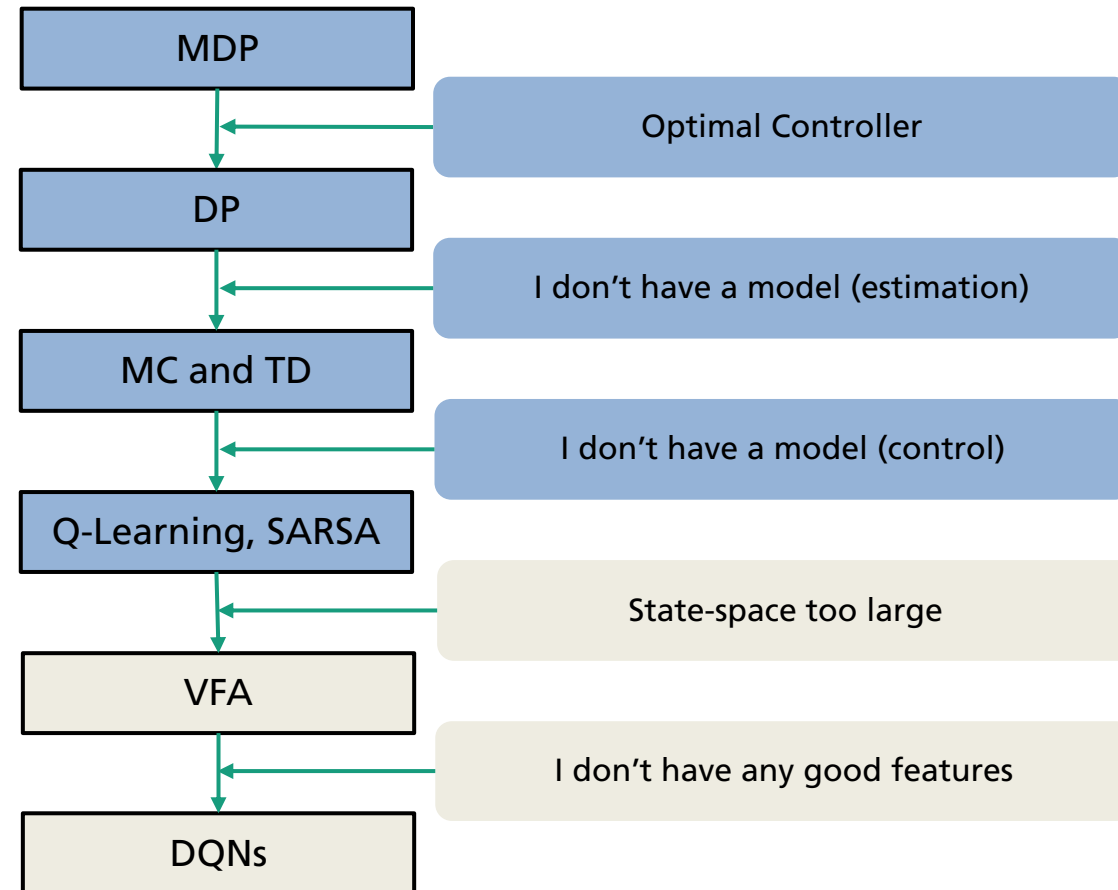 MDP
Optimal Controller
DP
I don’t have a model (estimation)
MC and TD
I don’t have a model (control)
Q-Learning, SARSA
State-space too large
VFA
I don’t have any good features
DQNs